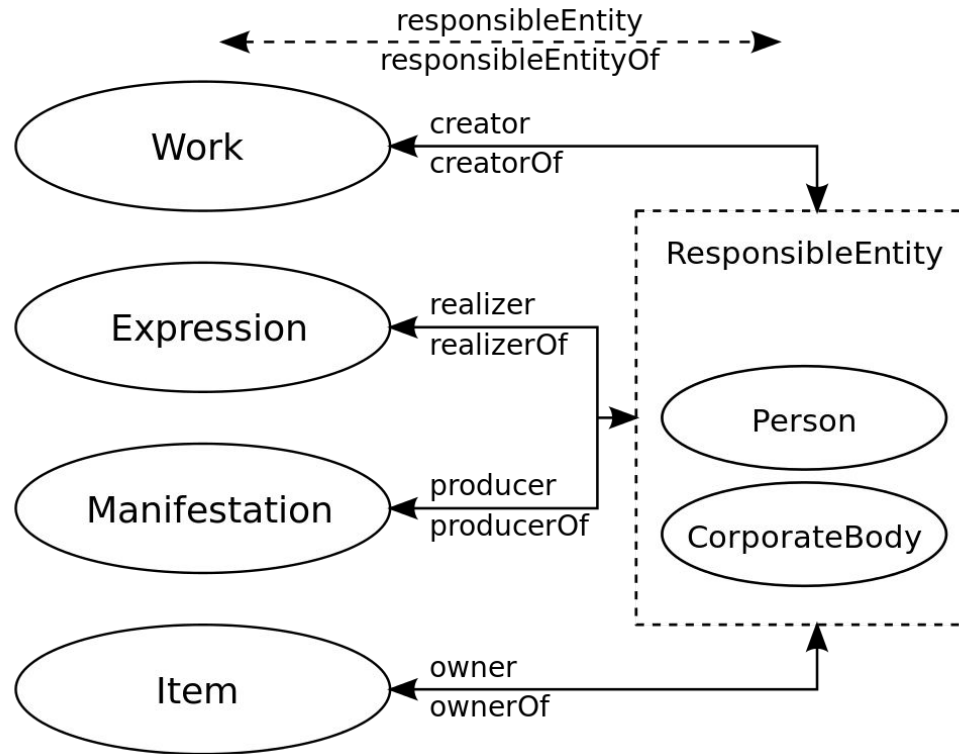 responsibleEntity
responsibleEntityOf
Work
creator
creatorOf
ResponsibleEntity
Expression
realizer
realizerOf
Person
Manifestation
producer
producerOf
CorporateBody
Item
owner
ownerOf